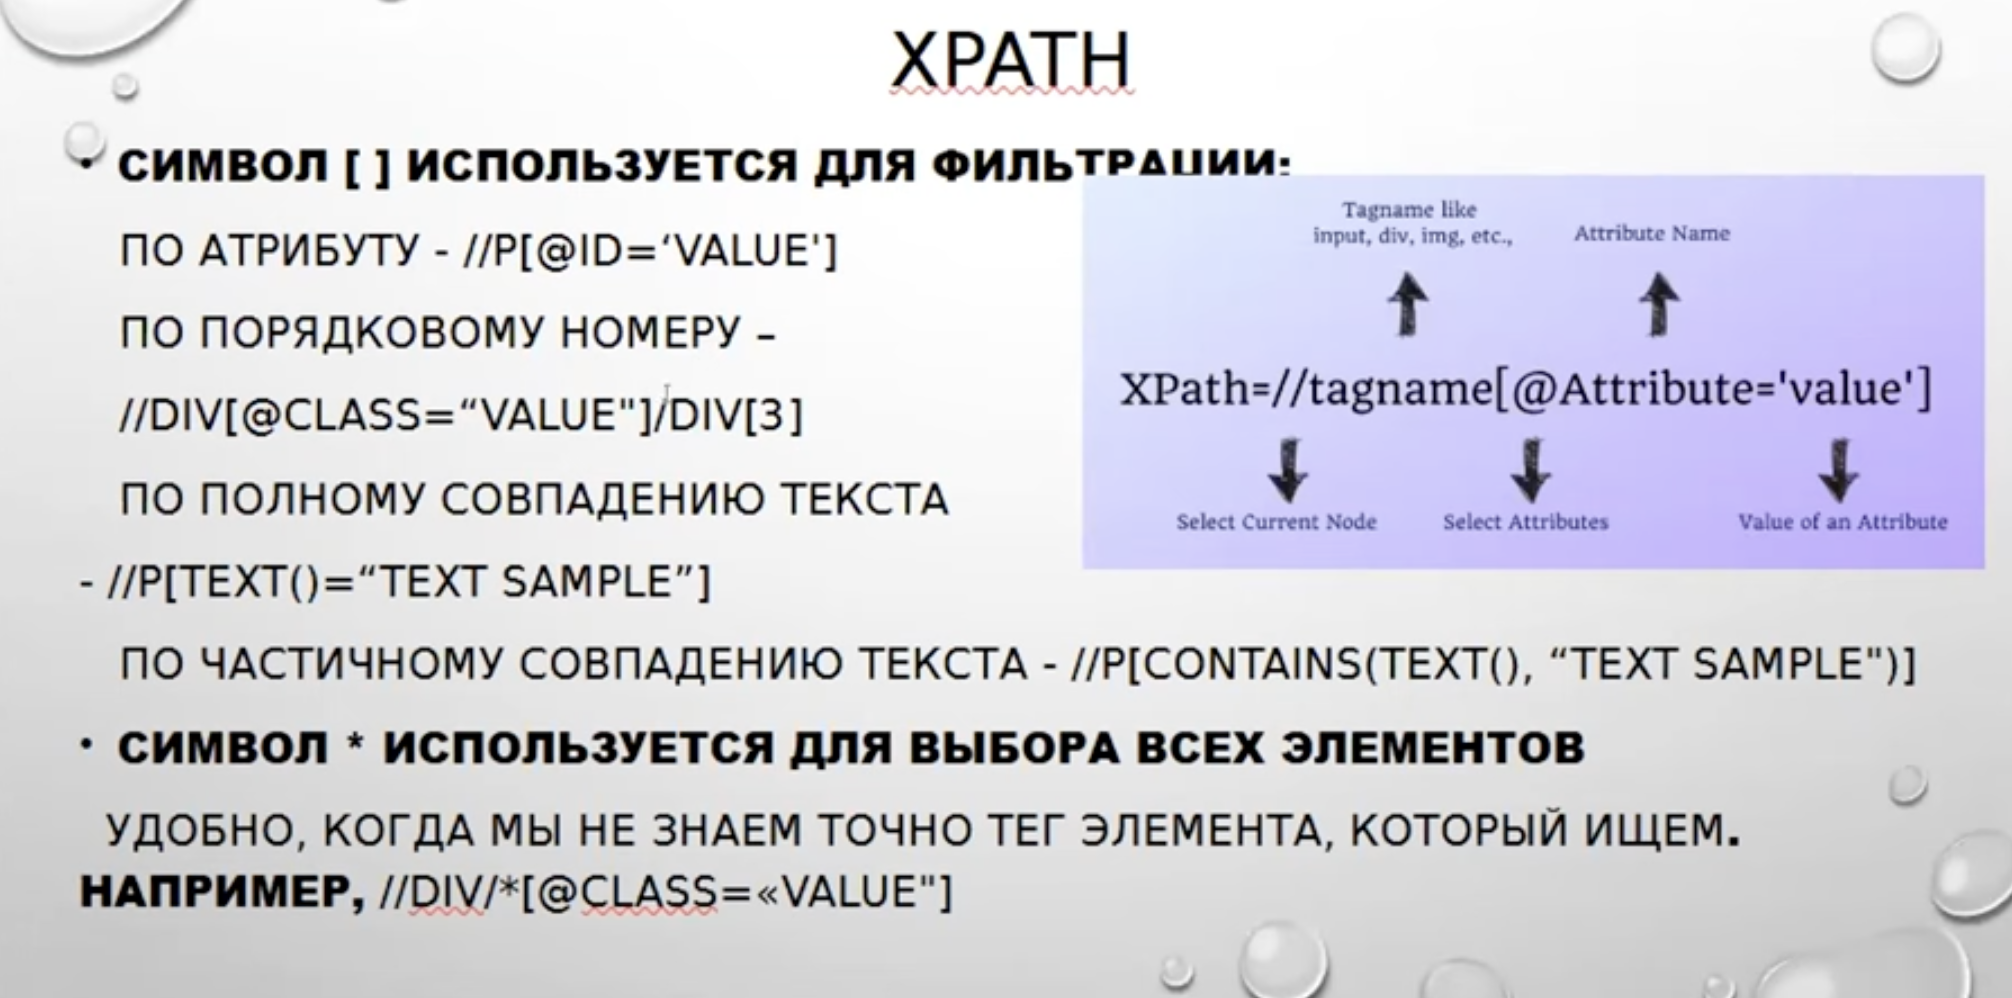 XPATH
• СИМВОЛ [ ] ИСПОЛЬЗУЕТСЯ ДЛЯ ФИЛЬТРАЦИИ:
ПО АТРИБУТУ - //P[@ID=‘VALUE']
ПО ПОРЯДКОВОМУ НОМЕРУ –
//DIV[@CLASS=“VALUE"]/DIV[3]
ПО ПОЛНОМУ СОВПАДЕНИЮ ТЕКСТА
- //P[TEXT()=“TEXT SAMPLE”]
ПО ЧАСТИЧНОМУ СОВПАДЕНИЮ ТЕКСТА - //P[CONTAINS(TEXT(), “TEXT SAMPLE")]
• СИМВОЛ * ИСПОЛЬЗУЕТСЯ ДЛЯ ВЫБОРА ВСЕХ ЭЛЕМЕНТОВ
УДОБНО, КОГДА МЫ НЕ ЗНАЕМ ТОЧНО ТЕГ ЭЛЕМЕНТА, КОТОРЫЙ ИЩЕМ.
НАПРИМЕР, //DIV/*[@CLASS=«VALUE"]
Tagname like
input, div, img, etc.,
Attribute Name
XPath=//tagname[@Attribute='value']
Select Current Node
Select Attributes
Value of an Attribute